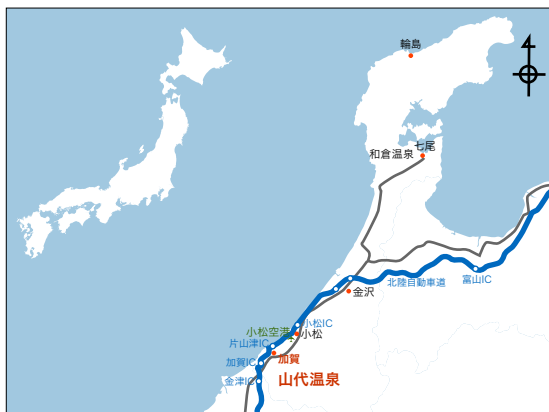 輪島
七尾
和倉温泉
北陸自動車道
富山IC
金沢
小松IC
小松空港
小松
片山津IC
加賀
加賀IC
山代温泉
金津IC